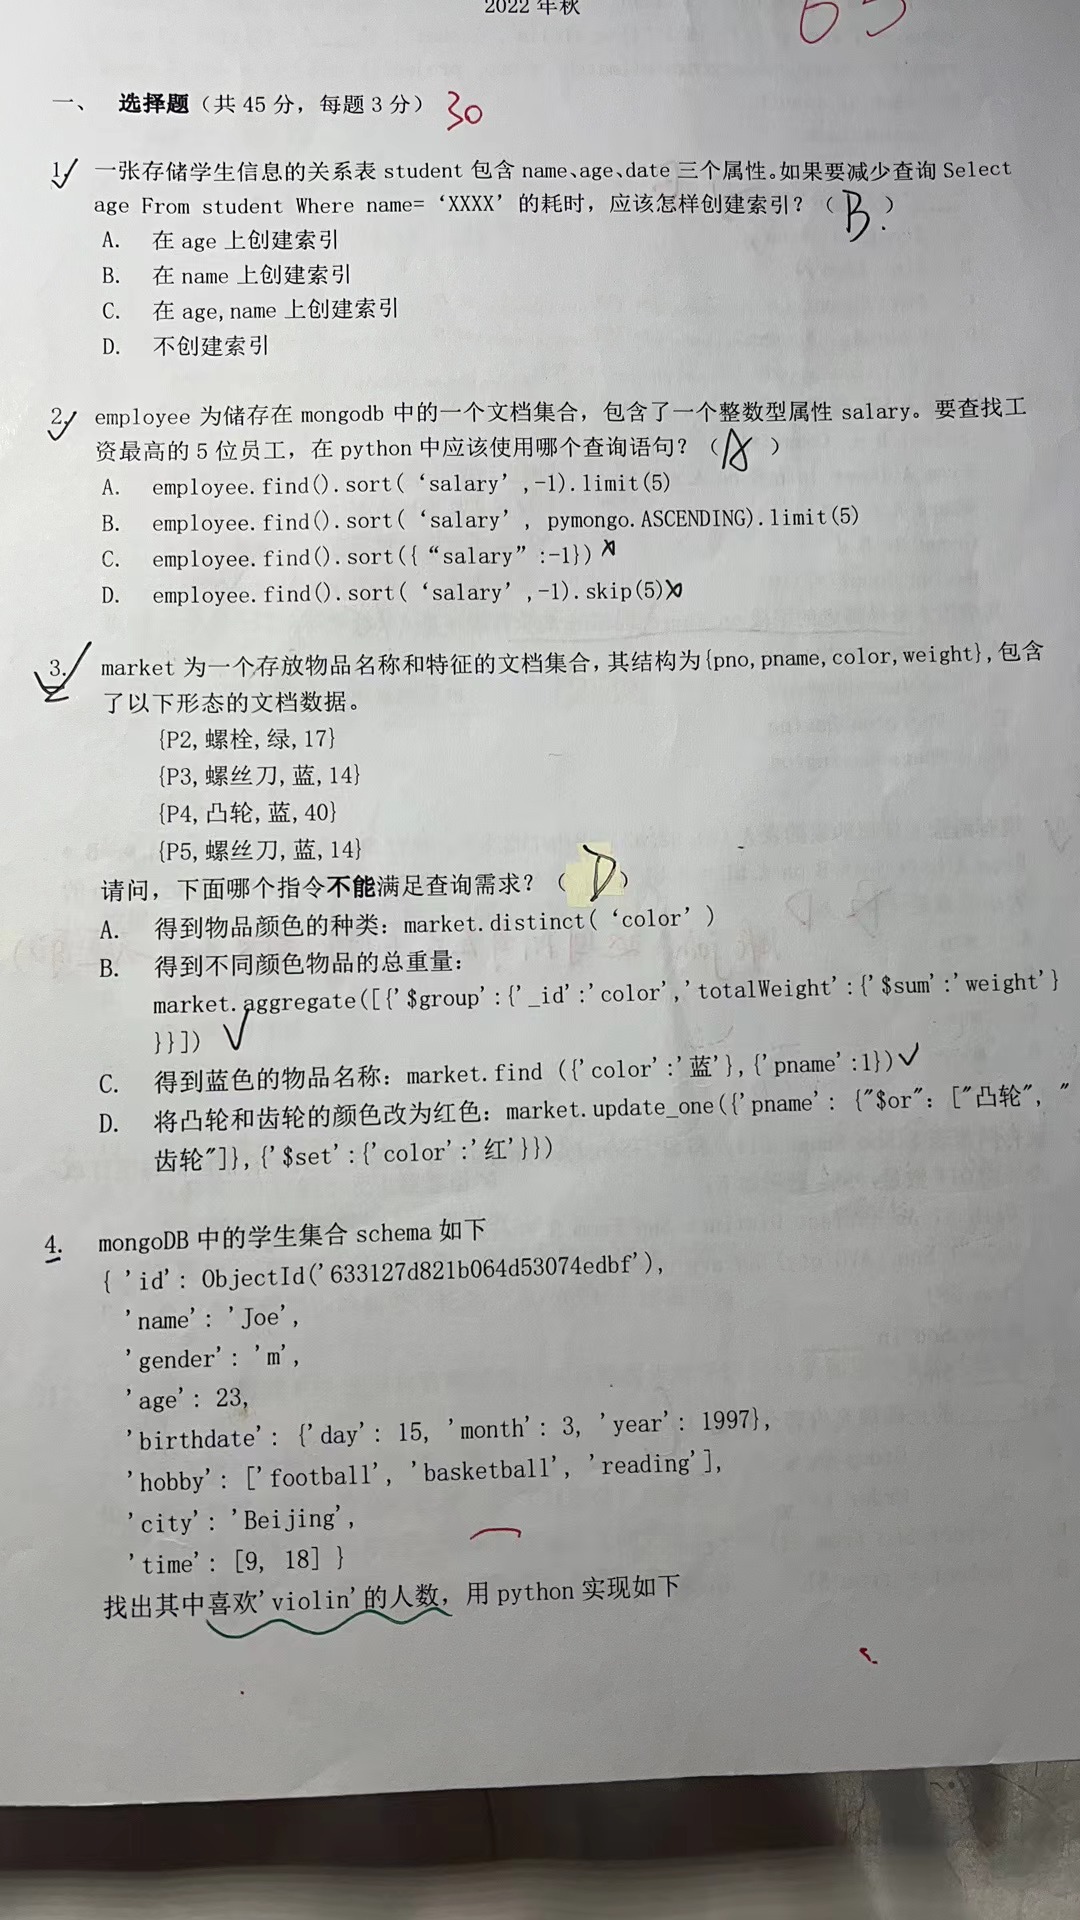 2022 年秋
65
一、 选择题（共 45 分，每题 3 分） 30
1. 一张存储学生信息的关系表 student 包含 name、age、date 三个属性。如果要减少查询 Select
age From student Where name=‘XXXX’的耗时，应该怎样创建索引？（ B ）
A. 在 age 上创建索引
B. 在 name 上创建索引
C. 在 age,name 上创建索引
D. 不创建索引
2. employee 为储存在 mongodb 中的一个文档集合，包含了一个整数型属性 salary。要查找工
资最高的 5 位员工，在 python 中应该使用哪个查询语句？（ A ）
A. employee.find().sort(‘salary’,-1).limit(5)
B. employee.find().sort(‘salary’, pymongo.ASCENDING).limit(5)
C. employee.find().sort({“salary”:-1})
D. employee.find().sort(‘salary’,-1).skip(5)
3. market 为一个存放物品名称和特征的文档集合,其结构为{pno,pname,color,weight},包含
了以下形态的文档数据。
{P2,螺栓,绿,17}
{P3,螺丝刀,蓝,14}
{P4,凸轮,蓝,40}
{P5,螺丝刀,蓝,14}
请问，下面哪个指令不能满足查询需求？（ D ）
A. 得到物品颜色的种类：market.distinct(‘color’)
B. 得到不同颜色物品的总重量：
market.aggregate([{'$group':{'_id':'color','totalWeight':{'$sum':'weight'}
}}])
C. 得到蓝色的物品名称：market.find ({'color':'蓝'},{'pname':1})
D. 将凸轮和齿轮的颜色改为红色：market.update_one({'pname': {"$or": ["凸轮", "
齿轮"]},{'$set':{'color':'红'}})
4. mongoDB 中的学生集合 schema 如下
{ 'id': ObjectId('633127d821b064d53074edbf'),
'name': 'Joe',
'gender': 'm',
'age': 23,
'birthdate': {'day': 15, 'month': 3, 'year': 1997},
'hobby': ['football', 'basketball', 'reading'],
'city': 'Beijing',
'time': [9, 18] }
找出其中喜欢'violin'的人数，用 python 实现如下